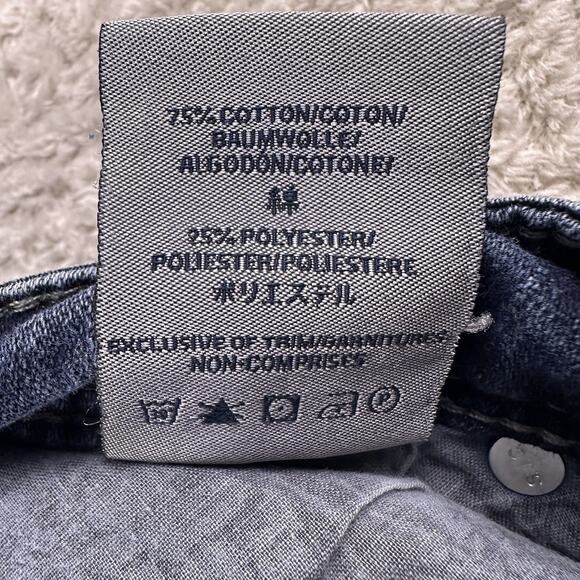 75% COTTON/COTON/
BAUMWOLLE/
ALGODÓN/COTONE/
綿
25% POLYESTER/
POLIESTER/POLIESTERE
ポリエステル
EXCLUSIVE OF TRIM/GARNITURES
NON-COMPRISES
P